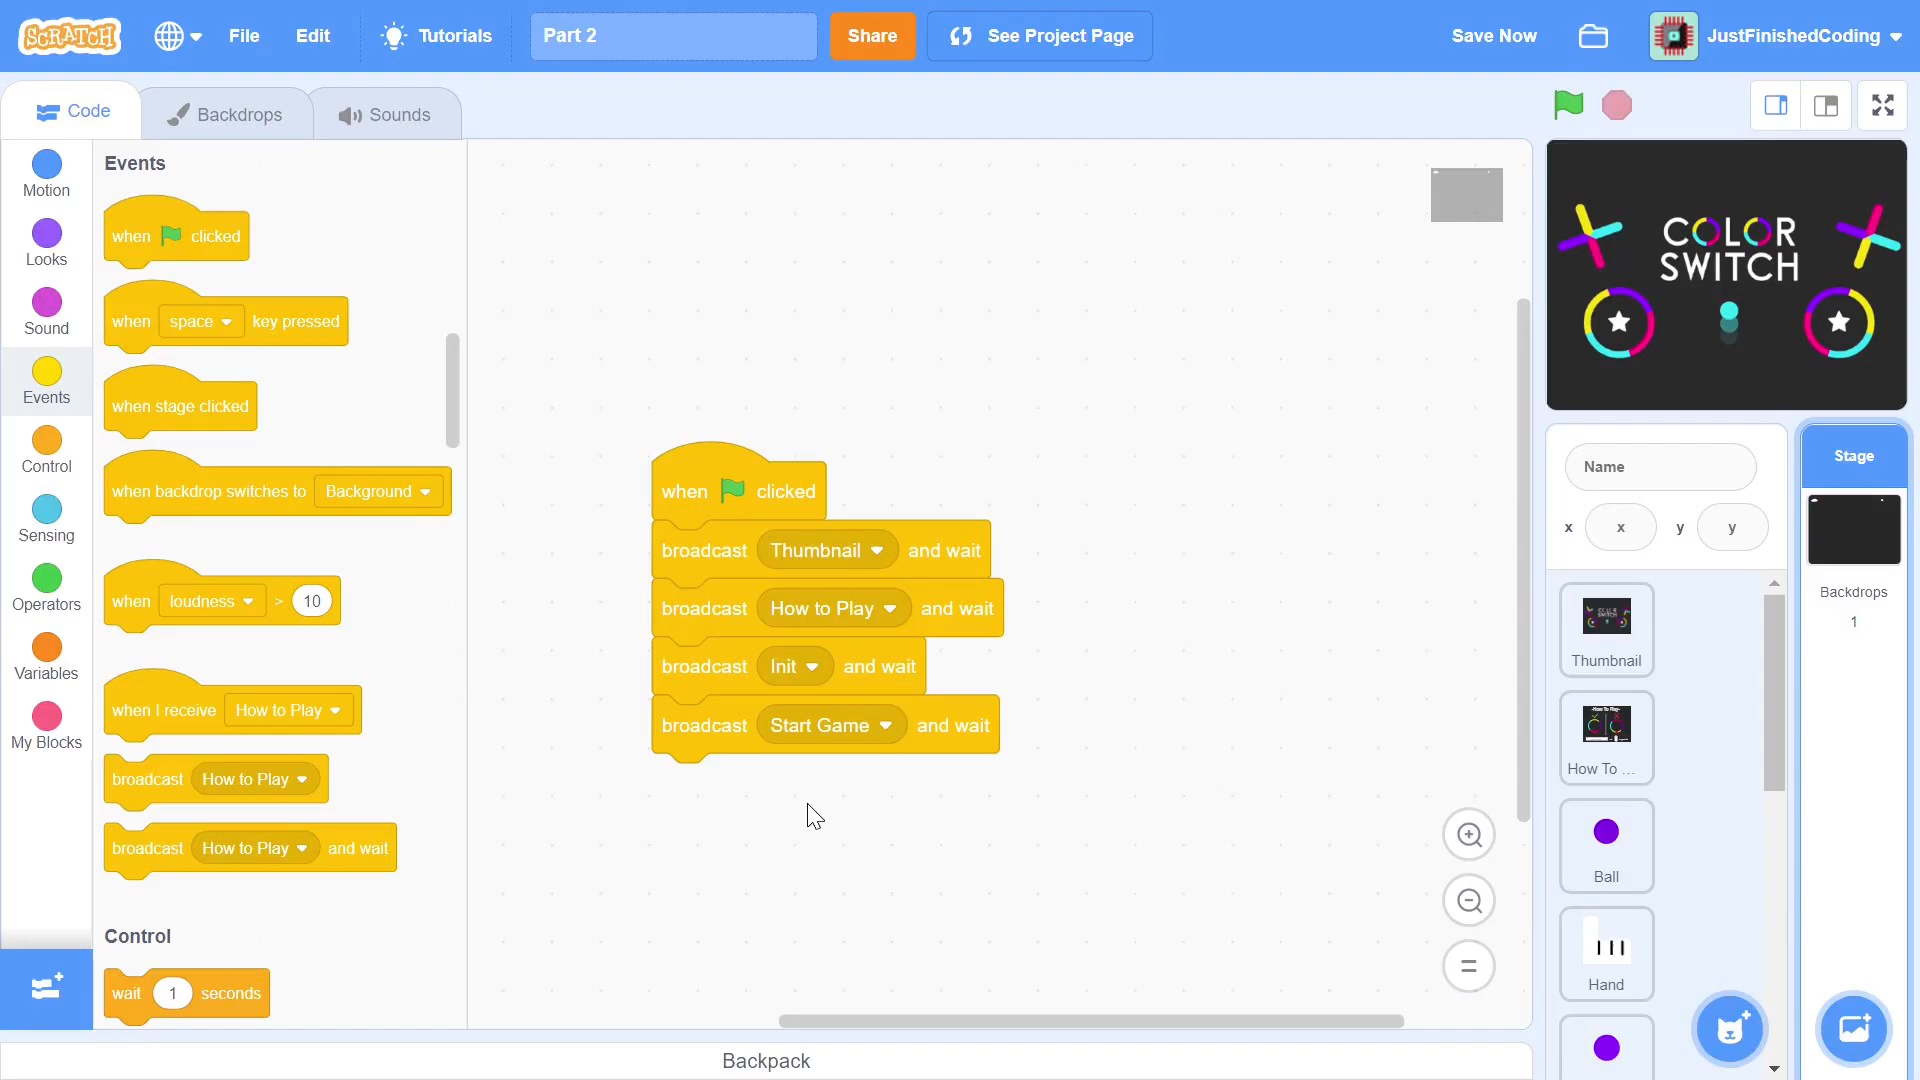 SCRATCH
File
Edit
Tutorials
Part 2
Share
See Project Page
Save Now
JustFinishedCoding
Code
Backdrops
Sounds
Motion
Looks
Sound
Events
Control
Sensing
Operators
Variables
My Blocks
Events
when clicked
when space key pressed
when stage clicked
when backdrop switches to Background
when loudness > 10
when I receive How to Play
broadcast How to Play
broadcast How to Play and wait
Control
wait 1 seconds
when clicked
broadcast Thumbnail and wait
broadcast How to Play and wait
broadcast Init and wait
broadcast Start Game and wait
Backpack
COLOR
SWITCH
Name
x x y y
Thumbnail
How To ...
Ball
Hand
Stage
Backdrops
1